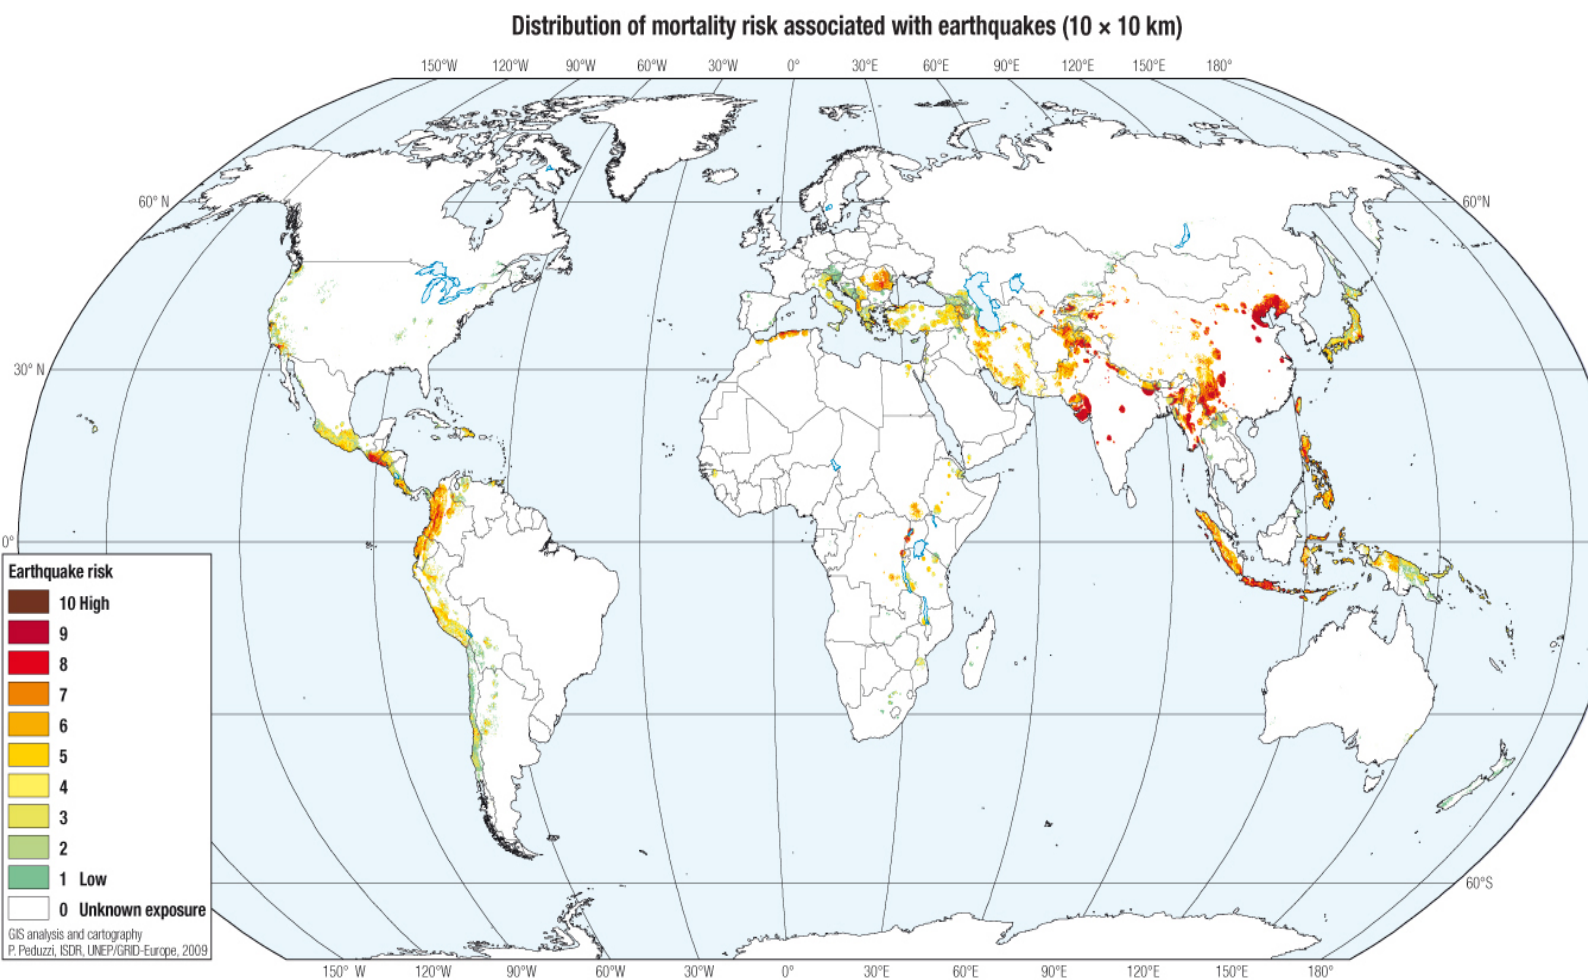 Distribution of mortality risk associated with earthquakes (10 × 10 km)
150°W 120°W 90°W 60°W 30°W 0° 30°E 60°E 90°E 120°E 150°E 180°
60° N 60°N
30° N
0°
Earthquake risk
10 High
9
8
7
6
5
4
3
2
1 Low
0 Unknown exposure
60°S
GIS analysis and cartography
P. Peduzzi, ISDR, UNEP/GRID-Europe, 2009
150° W 120°W 90°W 60°W 30°W 0° 30°E 60°E 90°E 120°E 150°E 180°